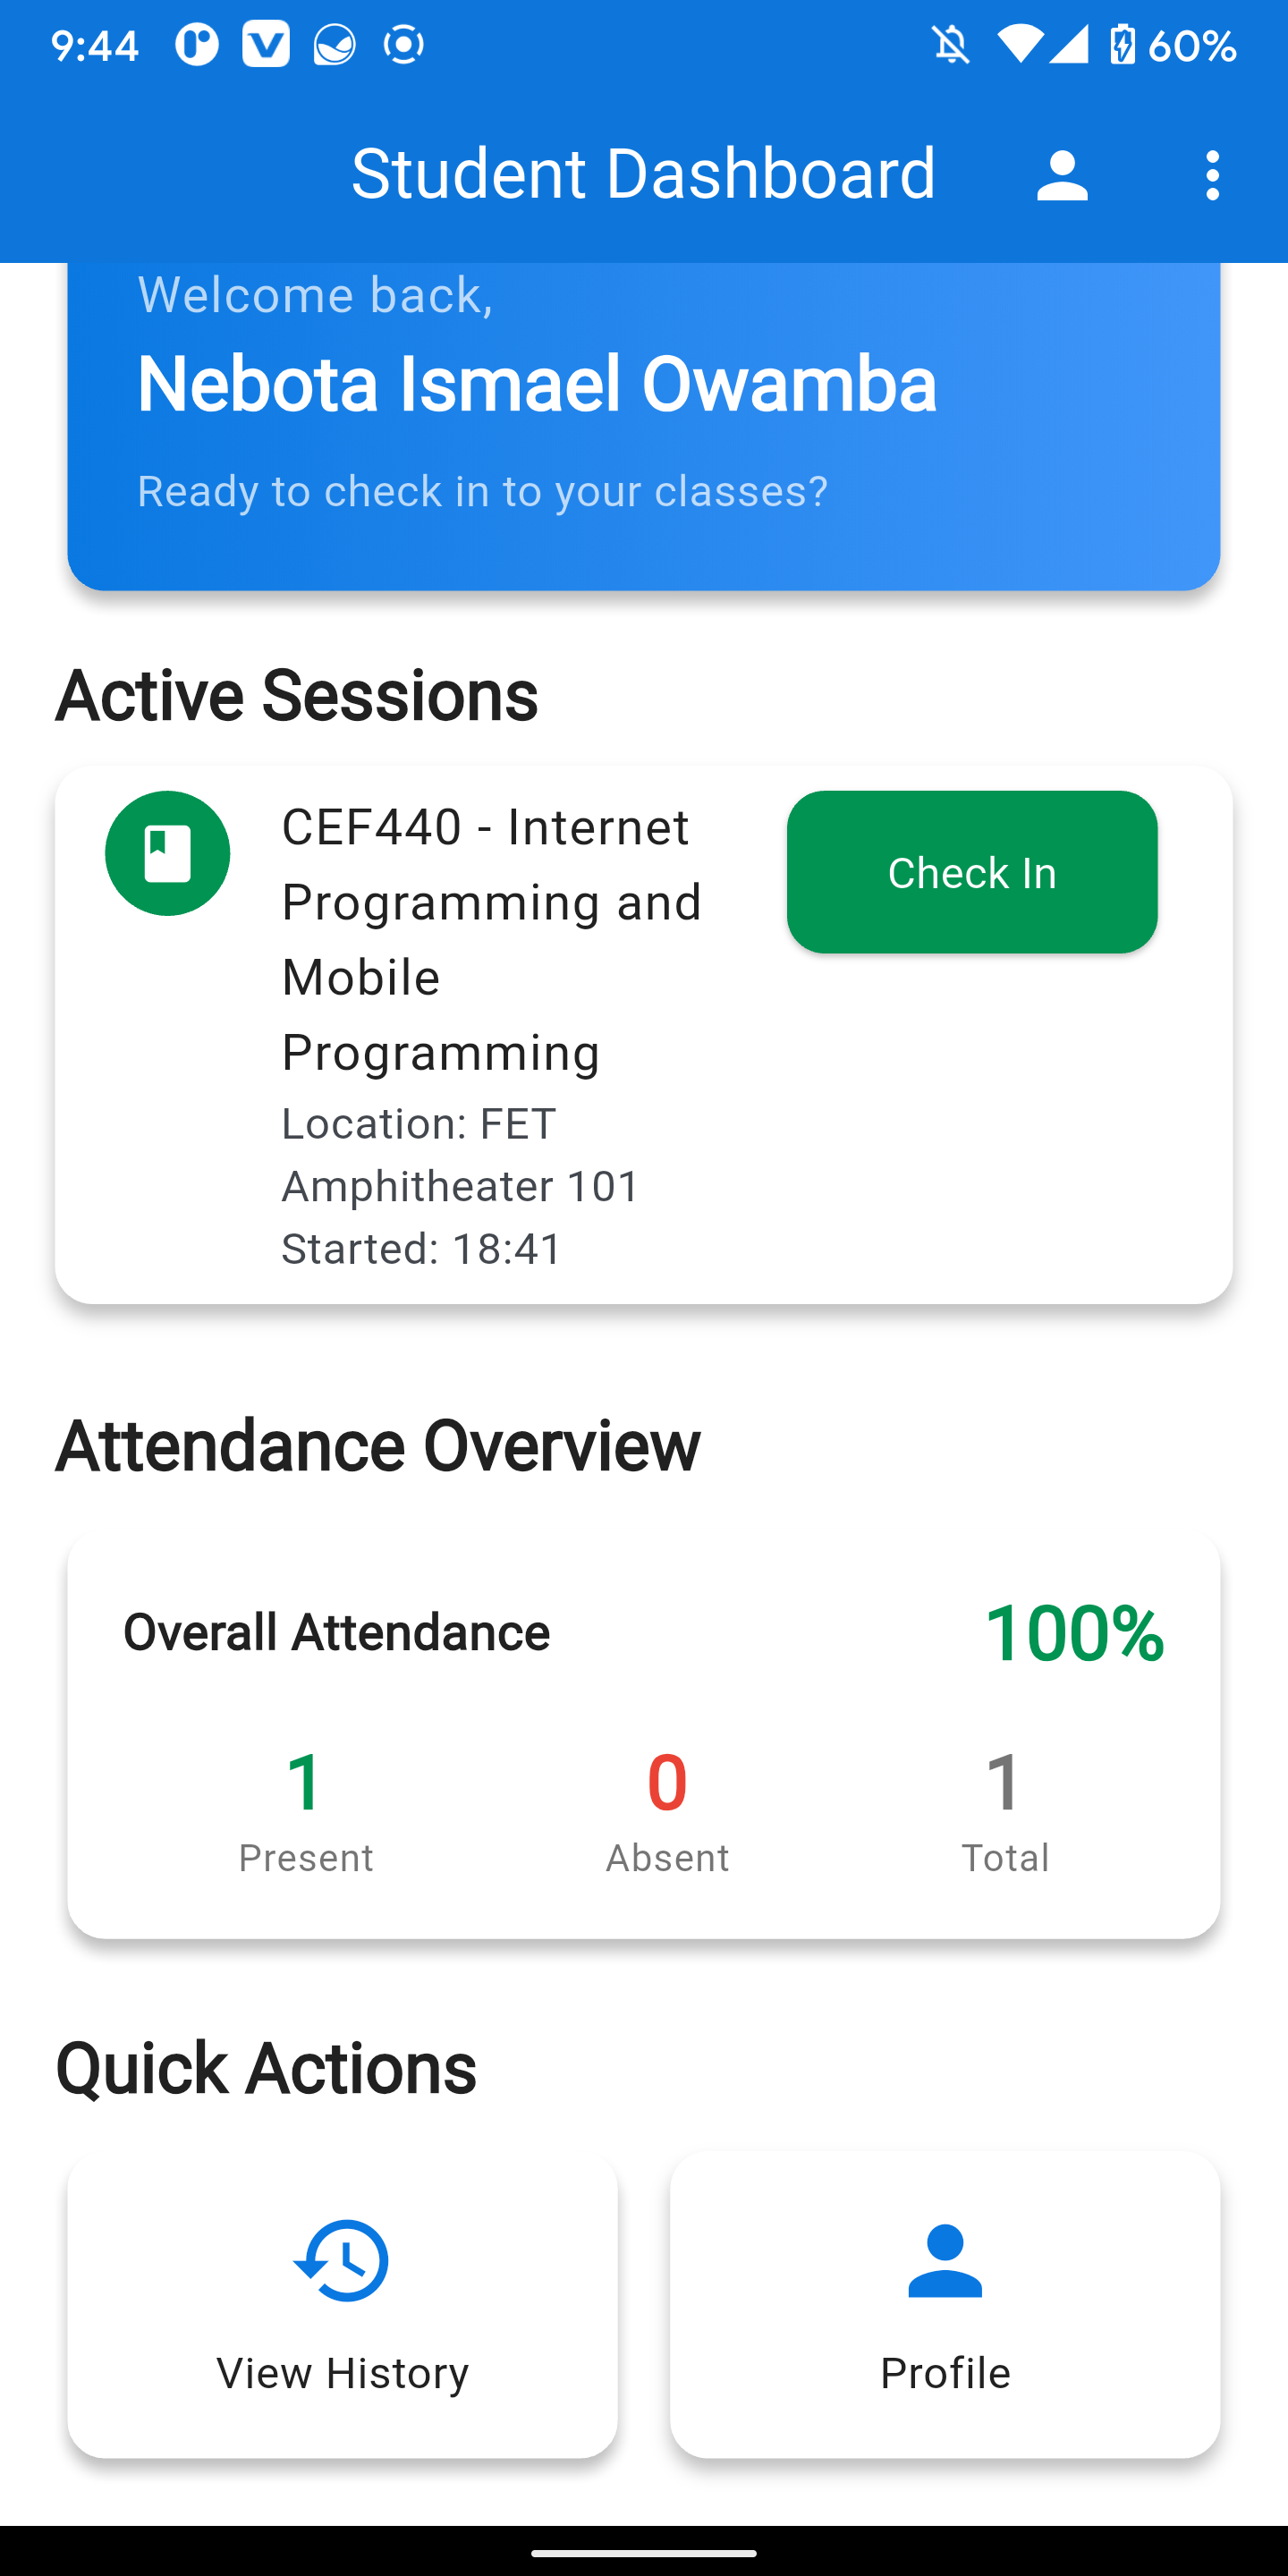 9:44 60%
Student Dashboard
Welcome back,
Nebota Ismael Owamba
Ready to check in to your classes?
Active Sessions
CEF440 - Internet
Programming and
Mobile
Programming
Location: FET
Amphitheater 101
Started: 18:41
Check In
Attendance Overview
Overall Attendance 100%
1 0 1
Present Absent Total
Quick Actions
View History Profile